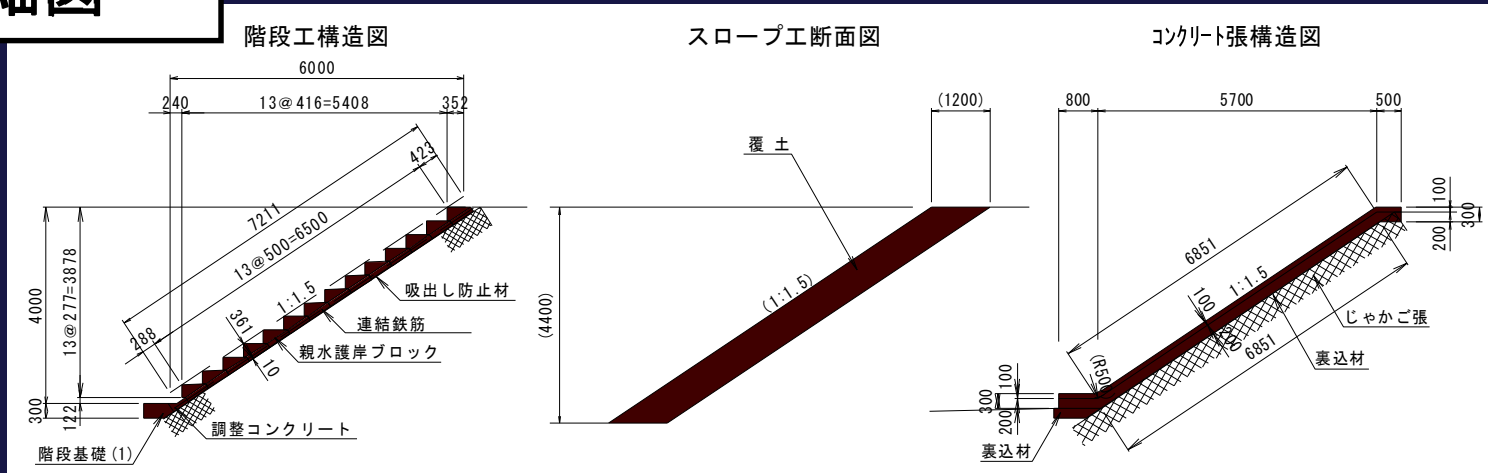 階段工構造図
6000
240
13@416=5408
352
7211
423
13@500=6500
288
1:1.5
361
10
4000
13@277=3878
300
122
吸出し防止材
連結鉄筋
親水護岸ブロック
調整コンクリート
階段基礎(1)
スロープ工断面図
(1200)
覆 土
(4400)
(1:1.5)
コンクリート張構造図
800
5700
500
6851
1:1.5
100
200
6851
100
200
300
(R500
100
200
300
じゃかご張
裏込材
裏込材